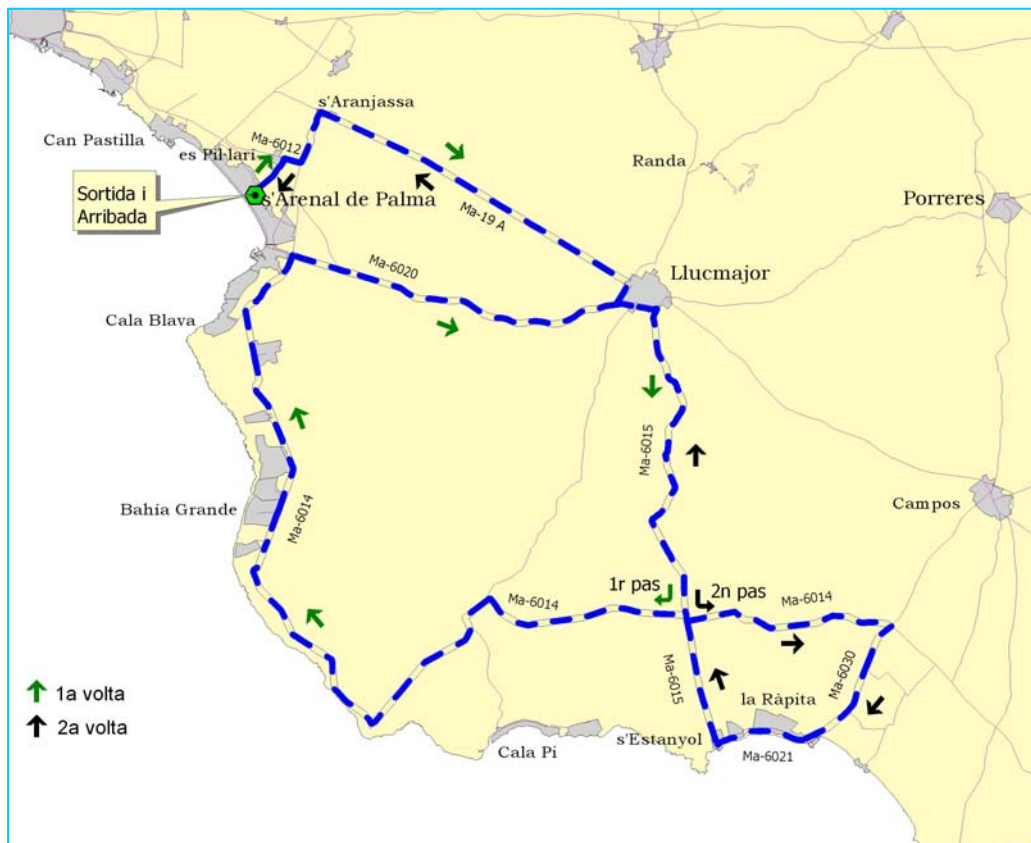 s'Aranjassa
Can Pastilla
Ma-6012
es Pil·larí
Randa
Sortida i
Arribada
s'Arenal de Palma
Porreres
Ma-19 A
Ma-6020
Llucmajor
Cala Blava
Ma-6015
Campos
Bahía Grande
Ma-6014
1r pas
2n pas
Ma-6014
Ma-6014
Ma-6030
Ma-6015
la Ràpita
1a volta
2a volta
s'Estanyol
Cala Pi
Ma-6021